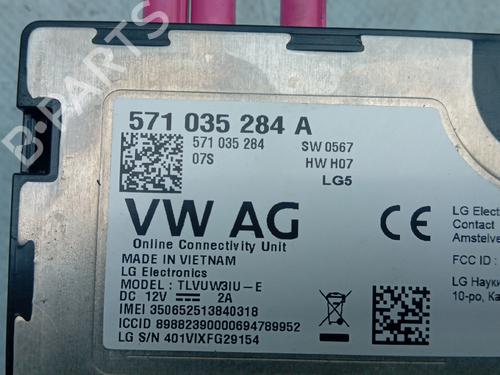 571 035 284 A
571 035 284
07S
SW 0567
HW H07
LG5
VW AG
Online Connectivity Unit
MADE IN VIETNAM
LG Electronics
MODEL : TLVUW3IU-E
DC 12V 2A
IMEI 350652513840318
ICCID 89882390000694789952
LG S/N 401VIXFG29154
CE
LG Elect
Contact
Amstelve
FCC ID :
LG Науки
10-ро, Ка
B-PARTS